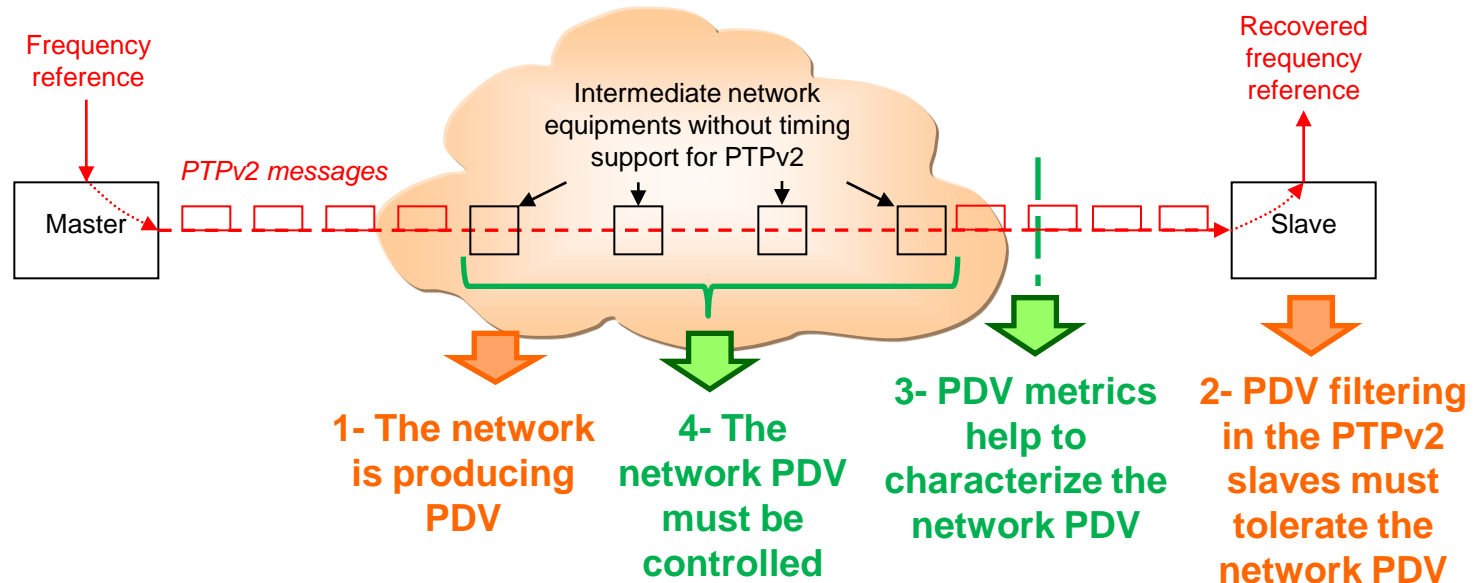 Frequency
reference
Recovered
frequency
reference
Intermediate network
equipments without timing
support for PTPv2
PTPv2 messages
Master
Slave
1- The network
is producing
PDV
4- The
network PDV
must be
controlled
3- PDV metrics
help to
characterize the
network PDV
2- PDV filtering
in the PTPv2
slaves must
tolerate the
network PDV